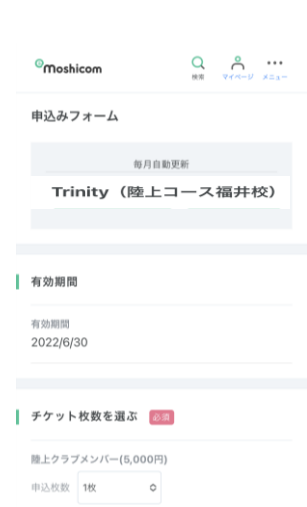 Moshicom
検索 マイページ メニュー
申込みフォーム
毎月自動更新
Trinity（陸上コース福井校）
有効期間
有効期間
2022/6/30
チケット枚数を選ぶ 必須
陸上クラブメンバー(5,000円)
申込枚数 1枚